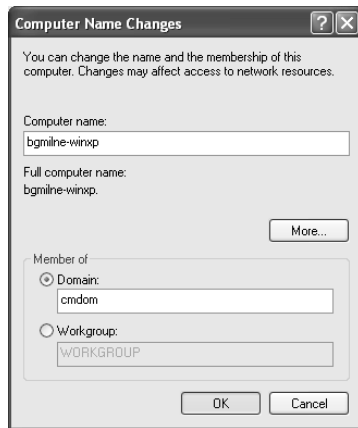 Computer Name Changes
You can change the name and the membership of this
computer. Changes may affect access to network resources.
Computer name:
bgmilne-winxp
Full computer name:
bgmilne-winxp.
More...
Member of
Domain:
cmdom
Workgroup:
WORKGROUP
OK Cancel